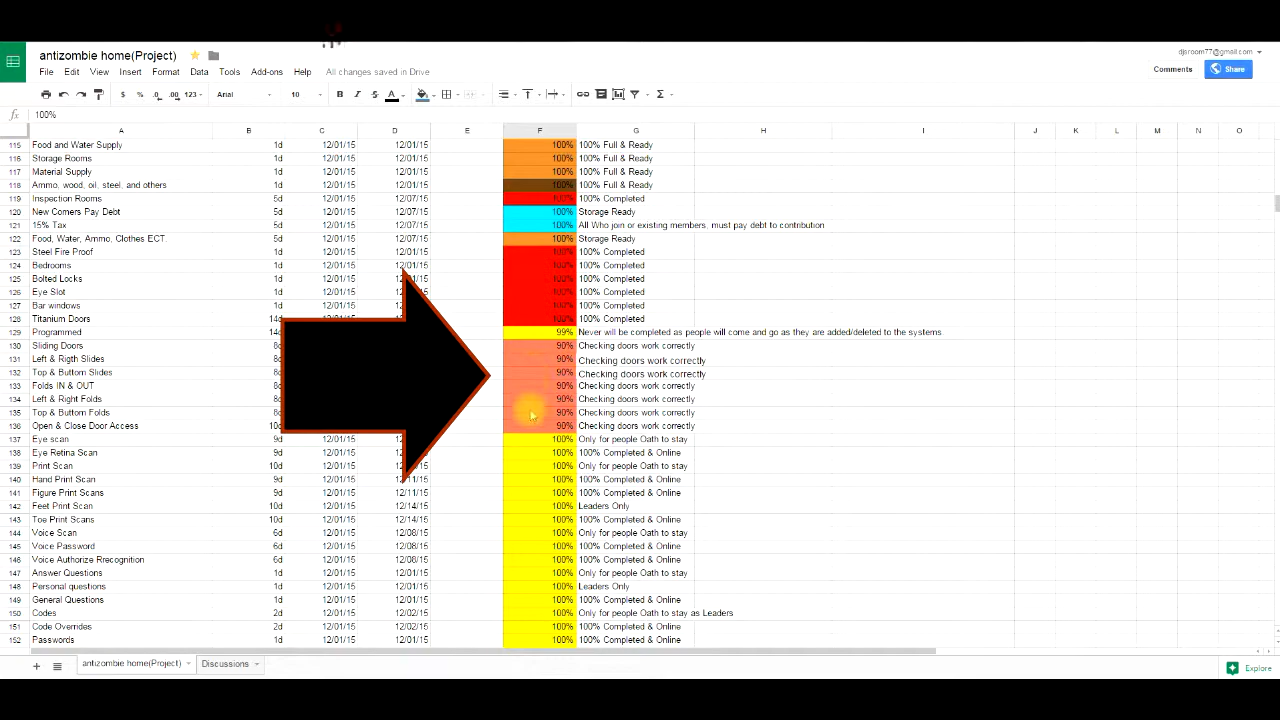 antizombie home(Project)
djeroom77@gmail.com
File Edit View Insert Format Data Tools Add-ons Help All changes saved in Drive
Comments Share
$ % .0 .00 123 Arial 10 B I S A Σ
fx 100%
A B C D E F G H I J K L M N O
115 Food and Water Supply 1d 12/01/15 12/01/15 100% 100% Full & Ready
116 Storage Rooms 1d 12/01/15 12/01/15 100% 100% Full & Ready
117 Material Supply 1d 12/01/15 12/01/15 100% 100% Full & Ready
118 Ammo, wood, oil, steel, and others 1d 12/01/15 12/01/15 100% 100% Full & Ready
119 Inspection Rooms 5d 12/01/15 12/07/15 100% 100% Completed
120 New Comers Pay Debt 5d 12/01/15 12/07/15 100% Storage Ready
121 15% Tax 5d 12/01/15 12/07/15 100% All Who join or existing members, must pay debt to contribution
122 Food, Water, Ammo, Clothes ECT. 5d 12/01/15 12/07/15 100% Storage Ready
123 Steel Fire Proof 1d 12/01/15 12/01/15 100% 100% Completed
124 Bedrooms 1d 12/01/15 12/01/15 100% 100% Completed
125 Bolted Locks 1d 12/01/15 100% 100% Completed
126 Eye Slot 1d 12/01/15 100% 100% Completed
127 Bar windows 1d 12/01/15 100% 100% Completed
128 Titanium Doors 14d 12/01/15 100% 100% Completed
129 Programmed 99% Never will be completed as people will come and go as they are added/deleted to the systems.
130 Sliding Doors 90% Checking doors work correctly
131 Left & Rigth Slides 90% Checking doors work correctly
132 Top & Buttom Slides 90% Checking doors work correctly
133 Folds IN & OUT 90% Checking doors work correctly
134 Left & Right Folds 90% Checking doors work correctly
135 Top & Buttom Folds 90% Checking doors work correctly
136 Open & Close Door Access 90% Checking doors work correctly
137 Eye scan 9d 12/01/15 100% Only for people Oath to stay
138 Eye Retina Scan 9d 12/01/15 100% 100% Completed & Online
139 Print Scan 10d 12/01/15 100% Only for people Oath to stay
140 Hand Print Scan 9d 12/01/15 12/11/15 100% 100% Completed & Online
141 Figure Print Scans 9d 12/01/15 12/11/15 100% 100% Completed & Online
142 Feet Print Scan 10d 12/01/15 12/14/15 100% Leaders Only
143 Toe Print Scans 10d 12/01/15 12/14/15 100% 100% Completed & Online
144 Voice Scan 6d 12/01/15 12/08/15 100% Only for people Oath to stay
145 Voice Password 6d 12/01/15 12/08/15 100% 100% Completed & Online
146 Voice Authorize Rrecognition 6d 12/01/15 12/08/15 100% 100% Completed & Online
147 Answer Questions 1d 12/01/15 12/01/15 100% Only for people Oath to stay
148 Personal questions 1d 12/01/15 12/01/15 100% Leaders Only
149 General Questions 1d 12/01/15 12/01/15 100% 100% Completed & Online
150 Codes 2d 12/01/15 12/02/15 100% Only for people Oath to stay as Leaders
151 Code Overrides 2d 12/01/15 12/02/15 100% 100% Completed & Online
152 Passwords 1d 12/01/15 12/01/15 100% 100% Completed & Online
antizombie home(Project) Discussions Explore